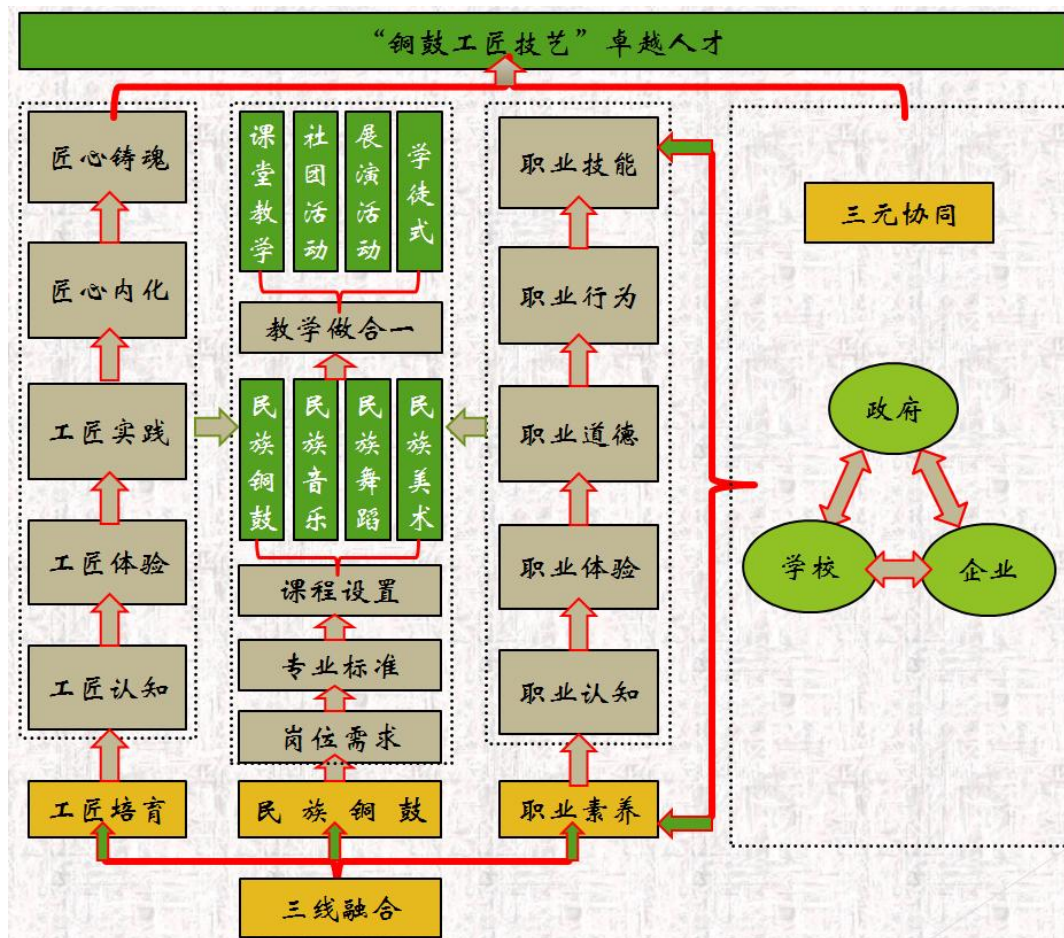 “铜鼓工匠技艺”卓越人才
匠心铸魂
匠心内化
工匠实践
工匠体验
工匠认知
工匠培育
课堂教学
社团活动
展演活动
学徒式
教学做合一
民族铜鼓
民族音乐
民族舞蹈
民族美术
课程设置
专业标准
岗位需求
民族铜鼓
职业技能
职业行为
职业道德
职业体验
职业认知
职业素养
三元协同
政府
学校
企业
三线融合